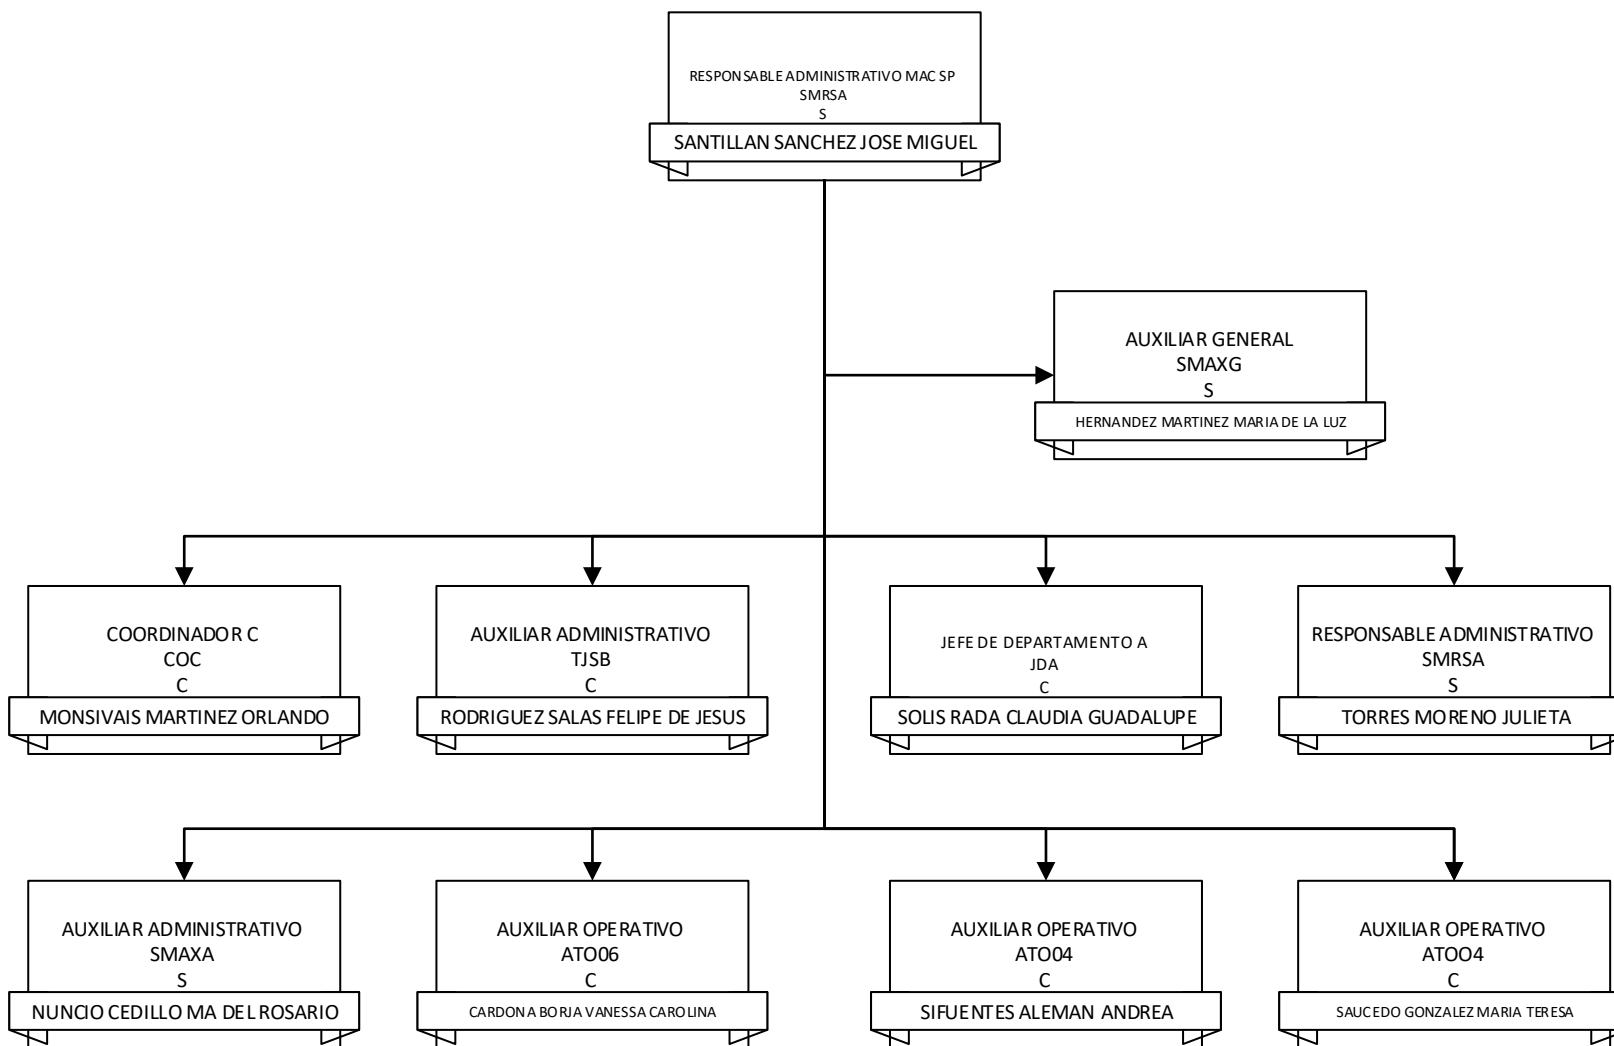 RESPONSABLE ADMINISTRATIVO MAC SP
SMRSA
S
SANTILLAN SANCHEZ JOSE MIGUEL
AUXILIAR GENERAL
SMAXG
S
HERNANDEZ MARTINEZ MARIA DE LA LUZ
COORDINADOR C
COC
C
MONSIVAIS MARTINEZ ORLANDO
AUXILIAR ADMINISTRATIVO
TJSB
C
RODRIGUEZ SALAS FELIPE DE JESUS
JEFE DE DEPARTAMENTO A
JDA
C
SOLIS RADA CLAUDIA GUADALUPE
RESPONSABLE ADMINISTRATIVO
SMRSA
S
TORRES MORENO JULIETA
AUXILIAR ADMINISTRATIVO
SMAXA
S
NUNCIO CEDILLO MA DEL ROSARIO
AUXILIAR OPERATIVO
ATO06
C
CARDONA BORJA VANESSA CAROLINA
AUXILIAR OPERATIVO
ATO04
C
SIFUENTES ALEMAN ANDREA
AUXILIAR OPERATIVO
ATOO4
C
SAUCEDO GONZALEZ MARIA TERESA